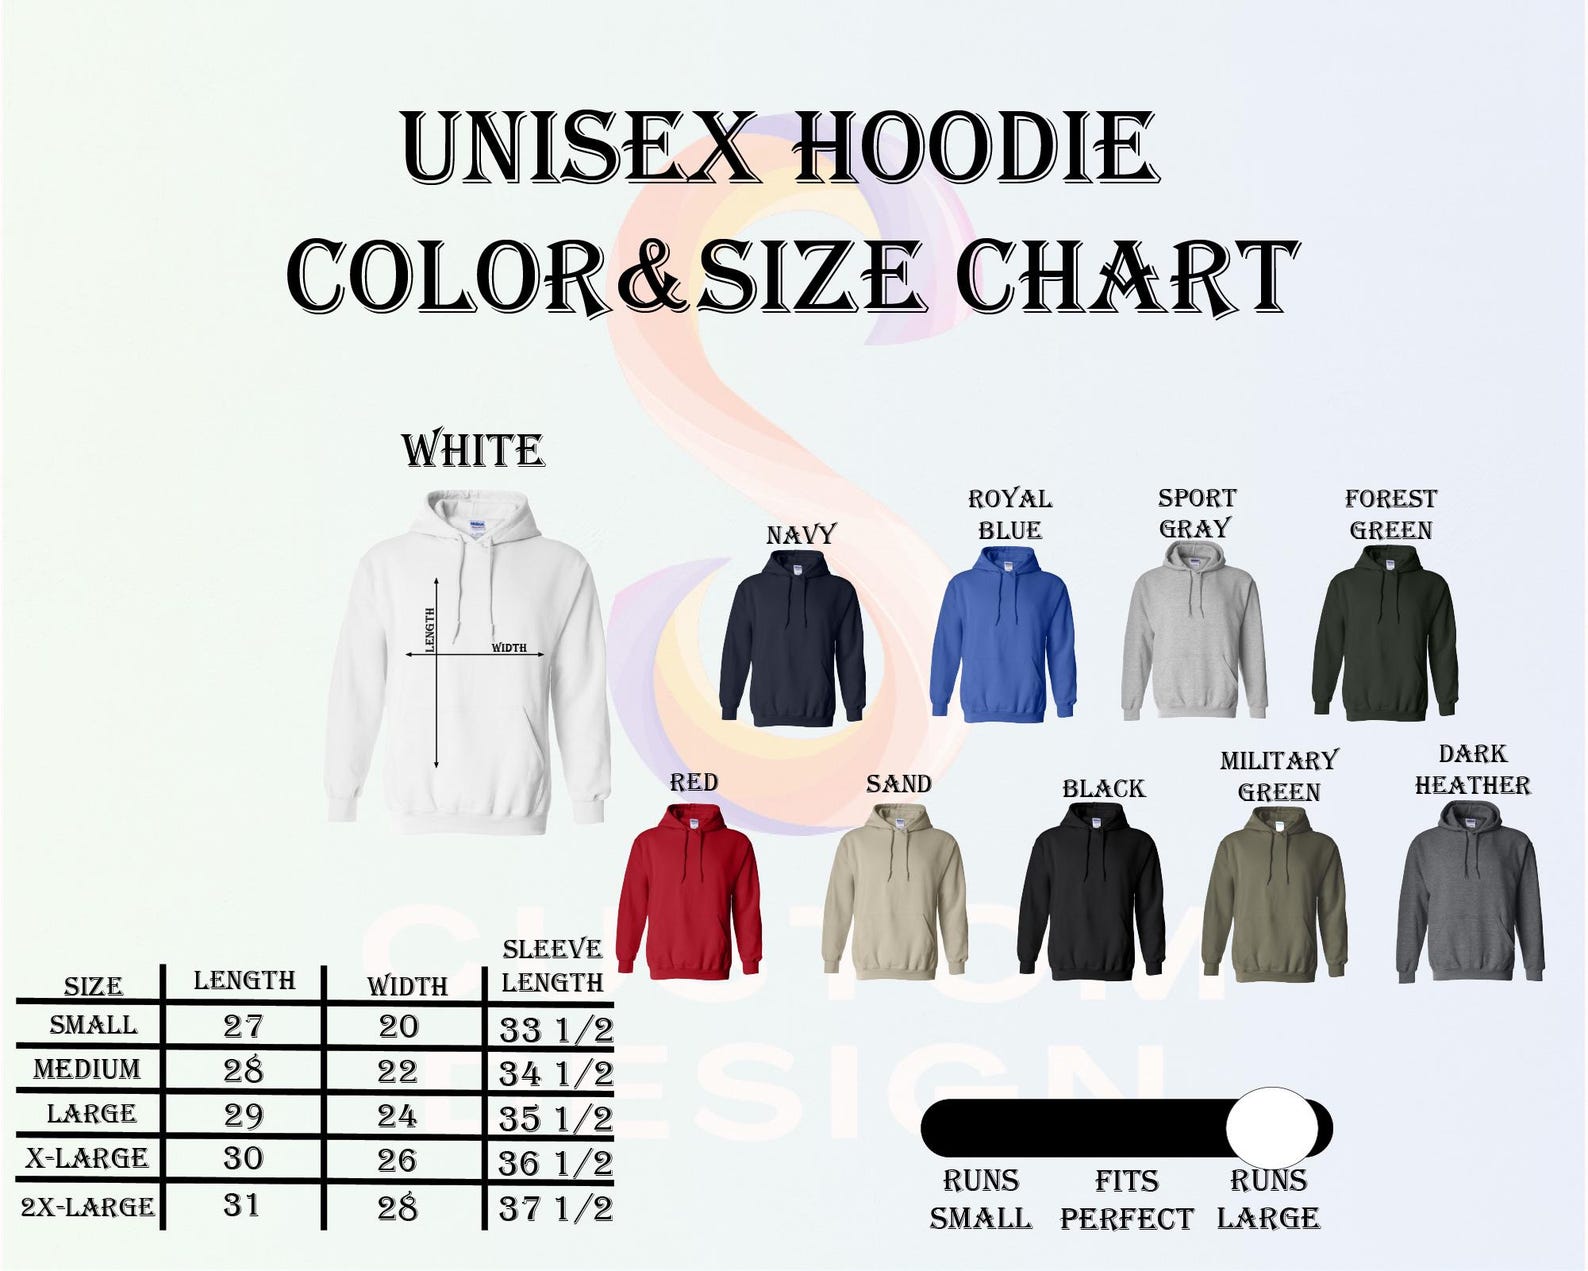 UNISEX HOODIE
COLOR&SIZE CHART
WHITE
LENGTH
WIDTH
NAVY
ROYAL
BLUE
SPORT
GRAY
FOREST
GREEN
RED
SAND
BLACK
MILITARY
GREEN
DARK
HEATHER
CUSTOM
DESIGN
SIZE LENGTH WIDTH SLEEVE LENGTH
SMALL 27 20 33 1/2
MEDIUM 28 22 34 1/2
LARGE 29 24 35 1/2
X-LARGE 30 26 36 1/2
2X-LARGE 31 28 37 1/2
RUNS SMALL
FITS PERFECT
RUNS LARGE